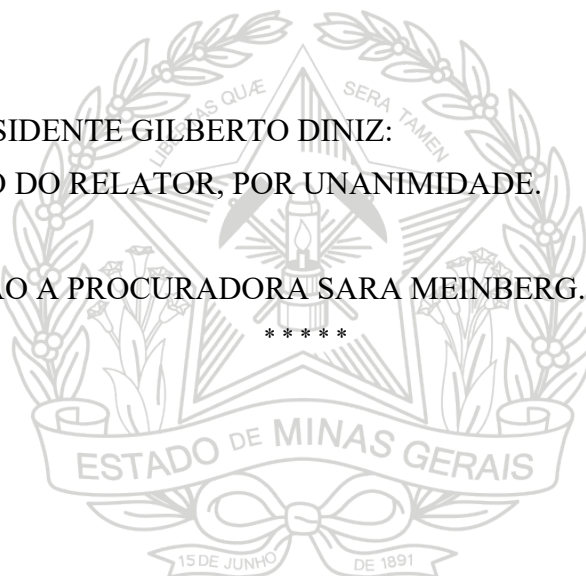 LIBERTAS QUÆ SERA TAMEN
SIDENTE GILBERTO DINIZ:
O DO RELATOR, POR UNANIMIDADE.
ÃO A PROCURADORA SARA MEINBERG.
* * * * *
ESTADO DE MINAS GERAIS
15 DE JUNHO DE 1891